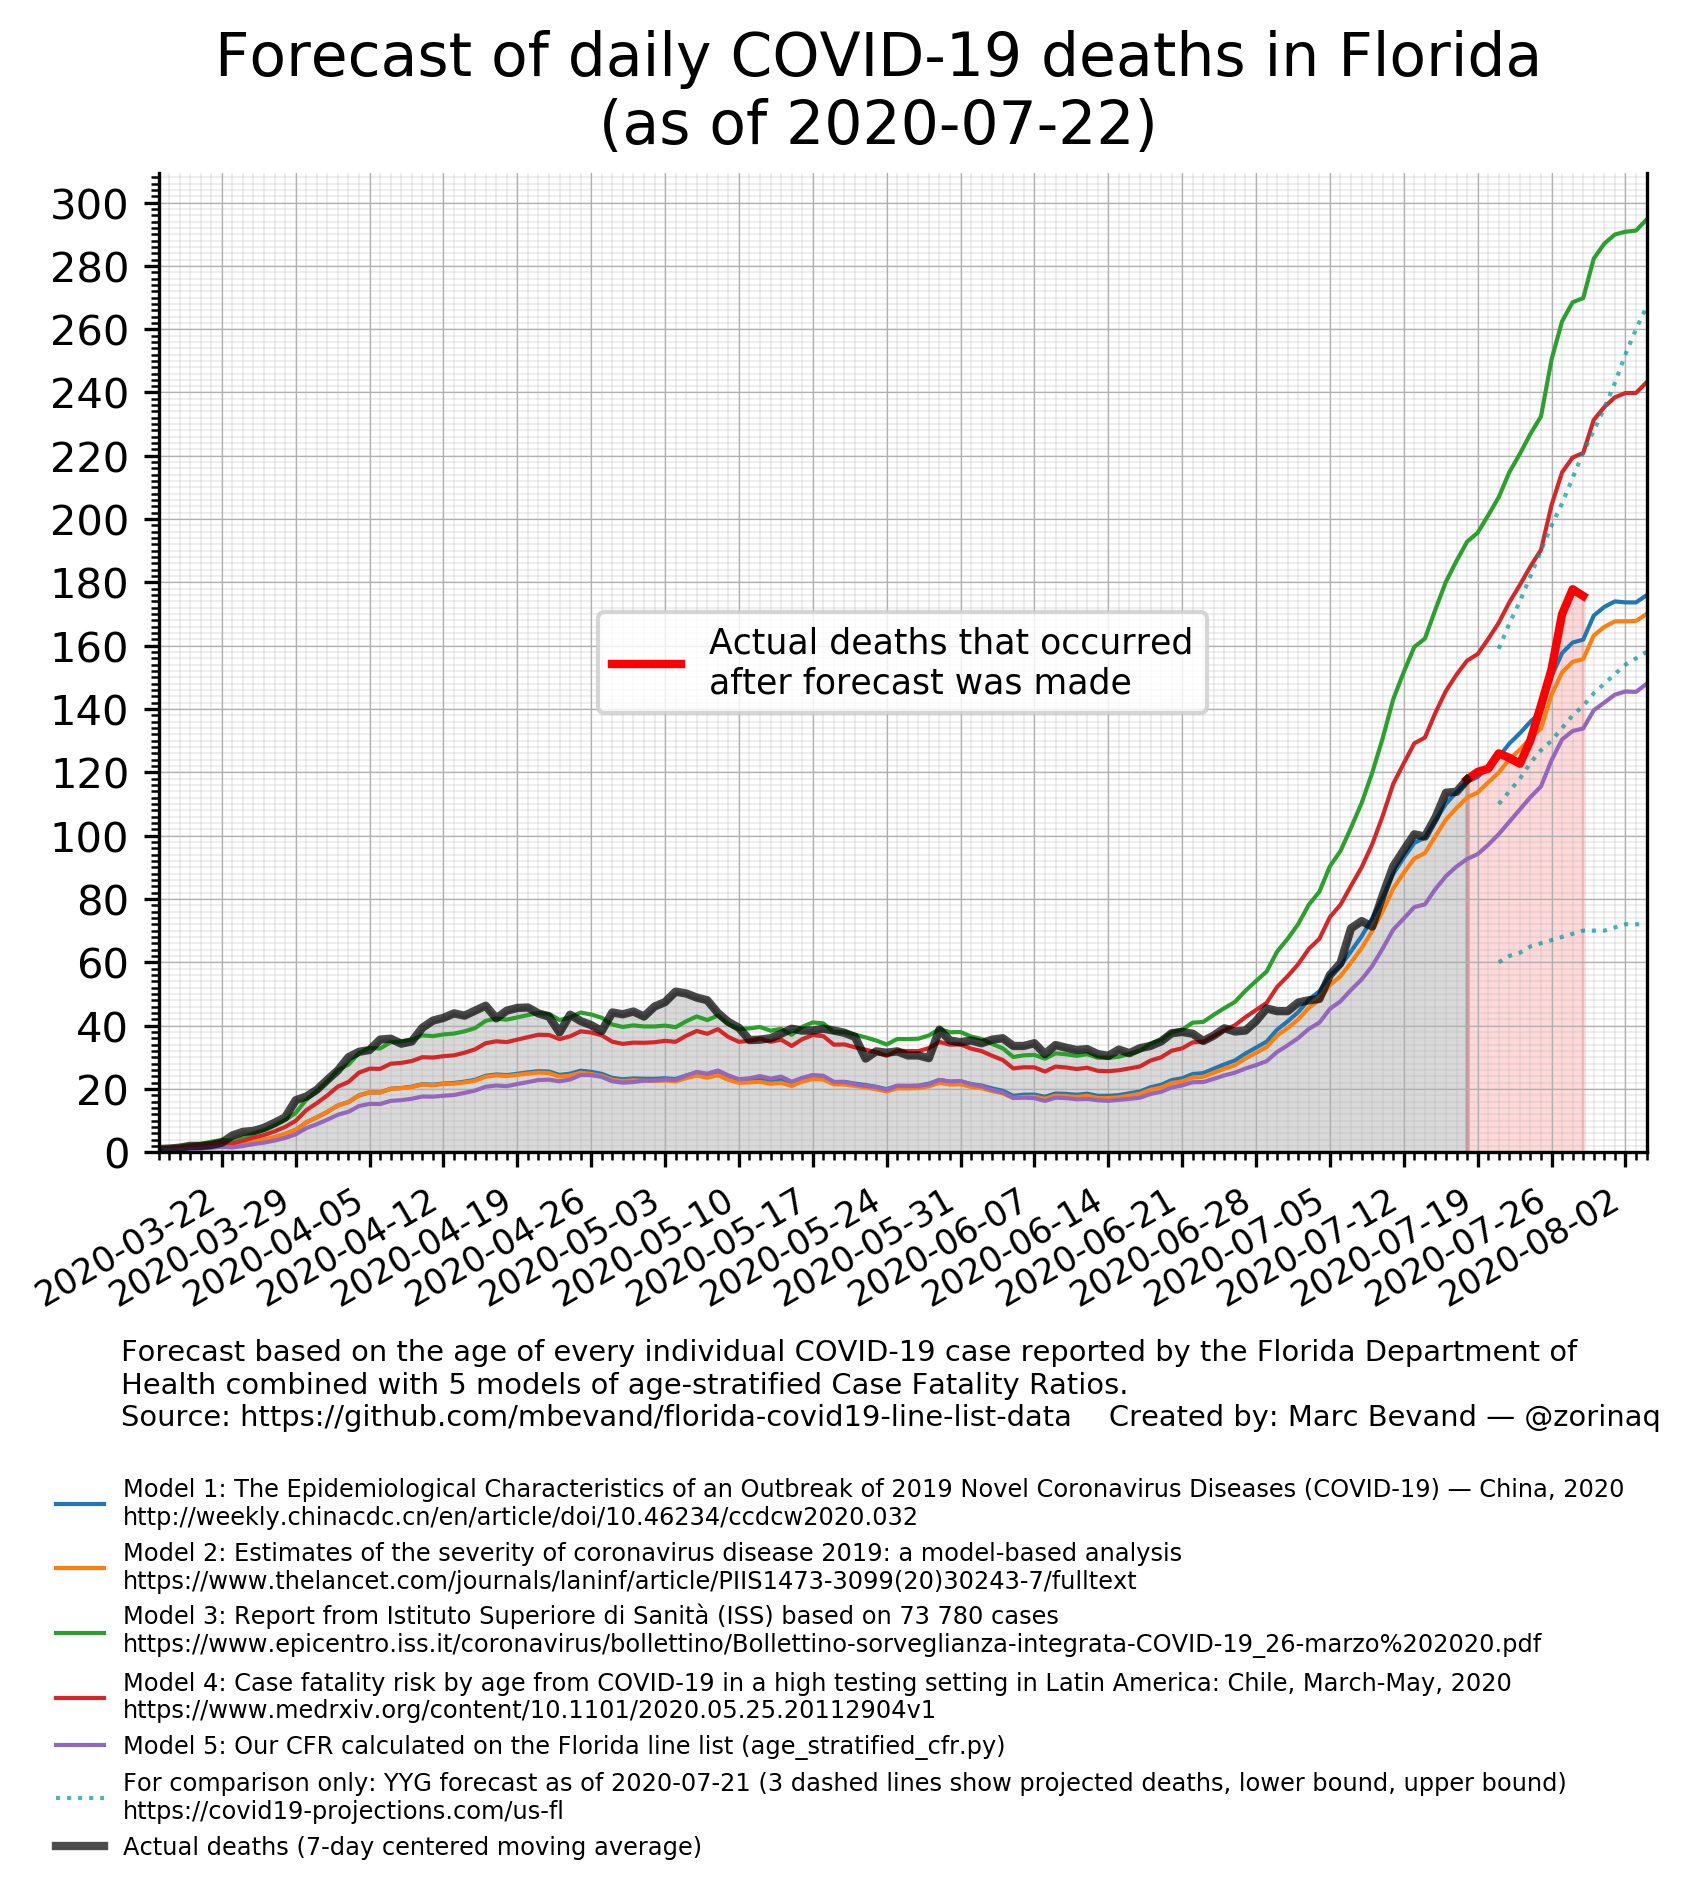 Forecast of daily COVID-19 deaths in Florida
(as of 2020-07-22)
300
280
260
240
220
200
180
160
140
120
100
80
60
40
20
0
Actual deaths that occurred
after forecast was made
2020-03-22
2020-03-29
2020-04-05
2020-04-12
2020-04-19
2020-04-26
2020-05-03
2020-05-10
2020-05-17
2020-05-24
2020-05-31
2020-06-07
2020-06-14
2020-06-21
2020-06-28
2020-07-05
2020-07-12
2020-07-19
2020-07-26
2020-08-02
Forecast based on the age of every individual COVID-19 case reported by the Florida Department of
Health combined with 5 models of age-stratified Case Fatality Ratios.
Source: https://github.com/mbevand/florida-covid19-line-list-data    Created by: Marc Bevand — @zorinaq
Model 1: The Epidemiological Characteristics of an Outbreak of 2019 Novel Coronavirus Diseases (COVID-19) — China, 2020
http://weekly.chinacdc.cn/en/article/doi/10.46234/ccdcw2020.032
Model 2: Estimates of the severity of coronavirus disease 2019: a model-based analysis
https://www.thelancet.com/journals/laninf/article/PIIS1473-3099(20)30243-7/fulltext
Model 3: Report from Istituto Superiore di Sanità (ISS) based on 73 780 cases
https://www.epicentro.iss.it/coronavirus/bollettino/Bollettino-sorveglianza-integrata-COVID-19_26-marzo%202020.pdf
Model 4: Case fatality risk by age from COVID-19 in a high testing setting in Latin America: Chile, March-May, 2020
https://www.medrxiv.org/content/10.1101/2020.05.25.20112904v1
Model 5: Our CFR calculated on the Florida line list (age_stratified_cfr.py)
For comparison only: YYG forecast as of 2020-07-21 (3 dashed lines show projected deaths, lower bound, upper bound)
https://covid19-projections.com/us-fl
Actual deaths (7-day centered moving average)